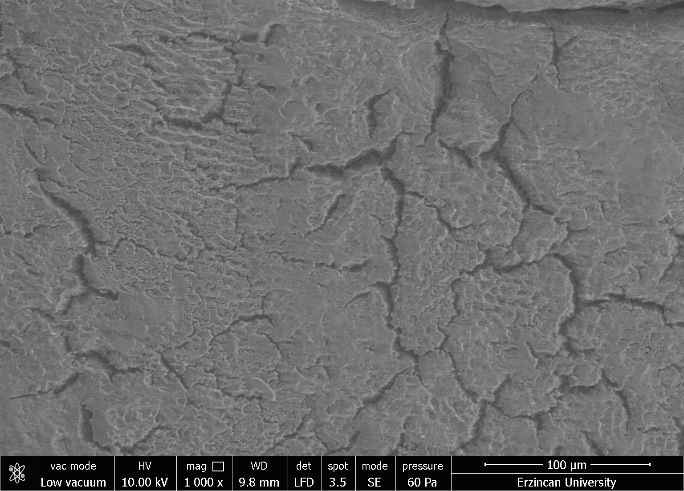 vac mode HV mag WD det spot mode pressure 100 µm
Low vacuum 10.00 kV 1 000 x 9.8 mm LFD 3.5 SE 60 Pa Erzincan University